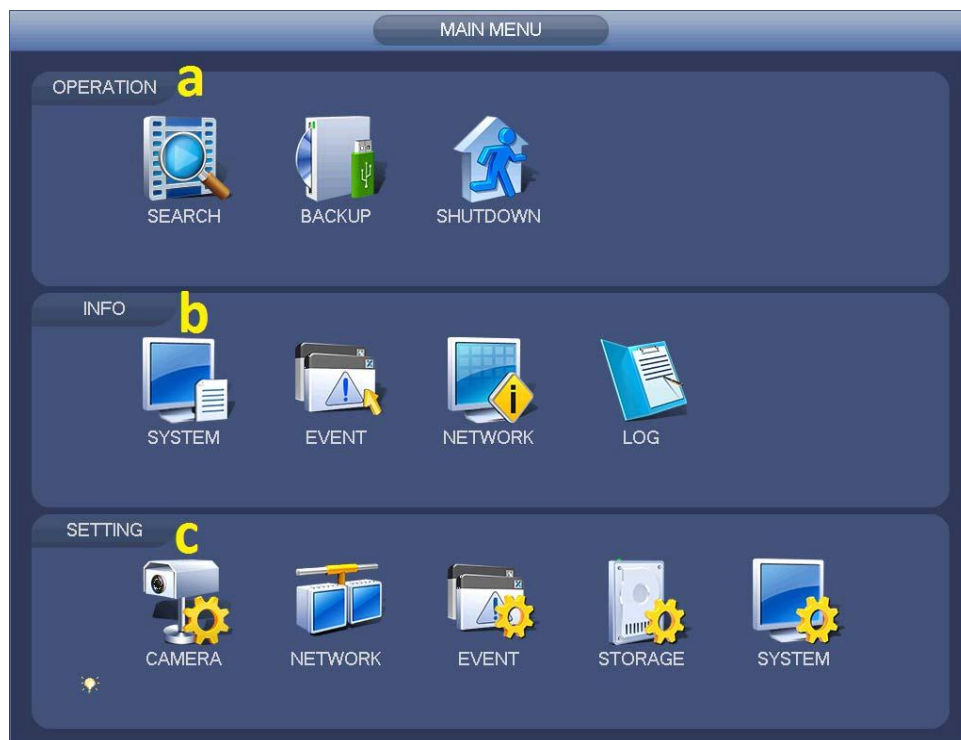 MAIN MENU
OPERATION a
SEARCH BACKUP SHUTDOWN
INFO b
SYSTEM EVENT NETWORK LOG
SETTING c
CAMERA NETWORK EVENT STORAGE SYSTEM